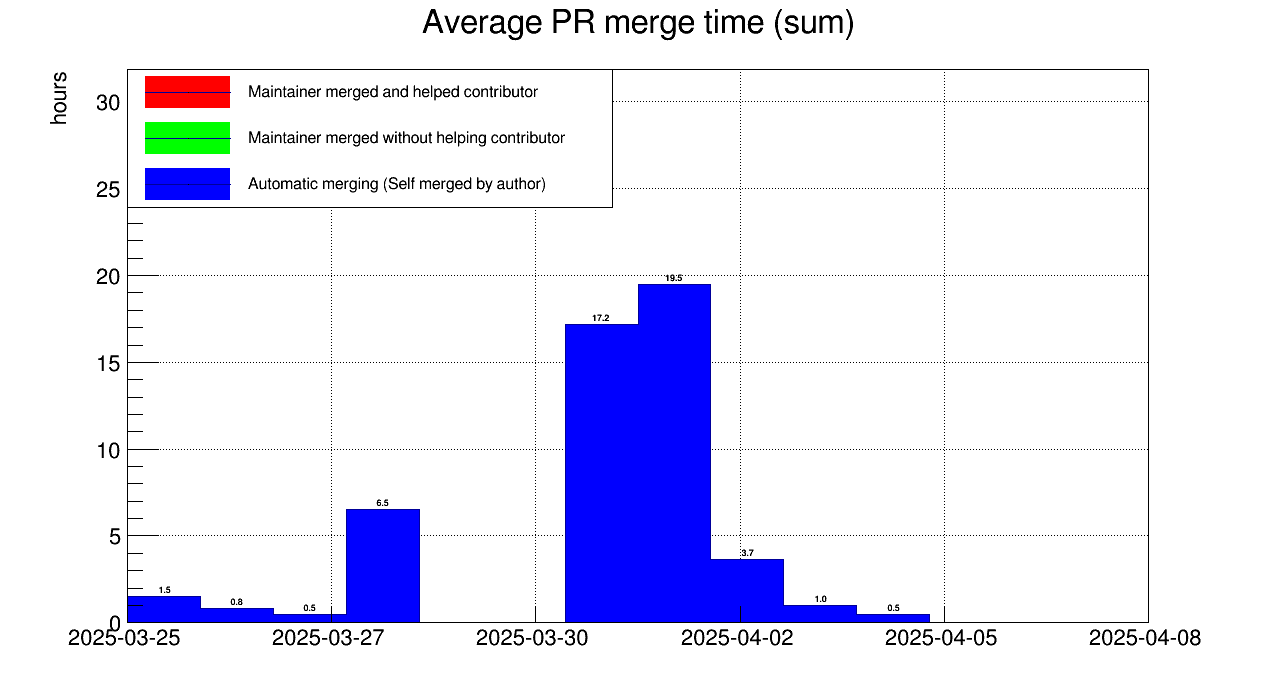 Average PR merge time (sum)
hours
Maintainer merged and helped contributor
Maintainer merged without helping contributor
Automatic merging (Self merged by author)
30
25
20
15
10
5
0
19.5
17.2
6.5
3.7
1.5
0.8
0.5
1.0
0.5
2025-03-25 2025-03-27 2025-03-30 2025-04-02 2025-04-05 2025-04-08